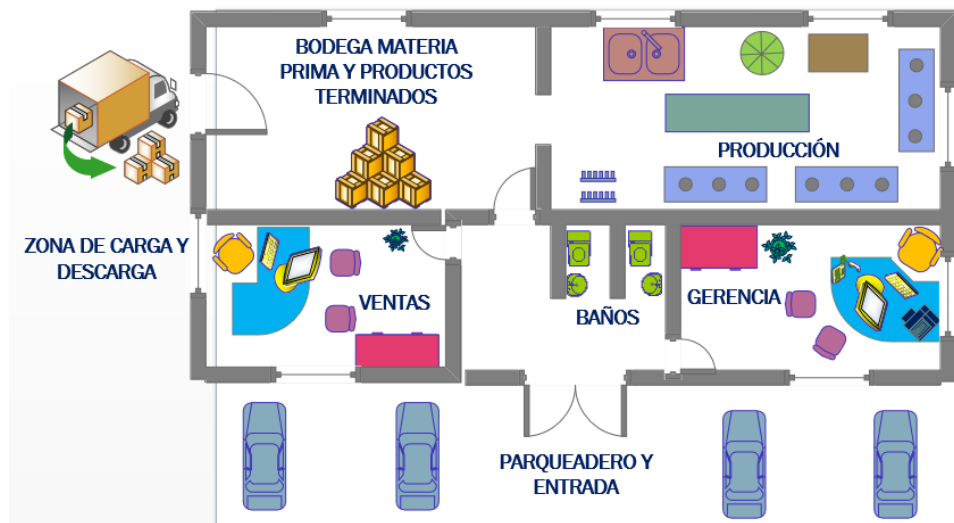 BODEGA MATERIA
PRIMA Y PRODUCTOS
TERMINADOS
PRODUCCIÓN
ZONA DE CARGA Y
DESCARGA
VENTAS
BAÑOS
GERENCIA
PARQUEADERO Y
ENTRADA